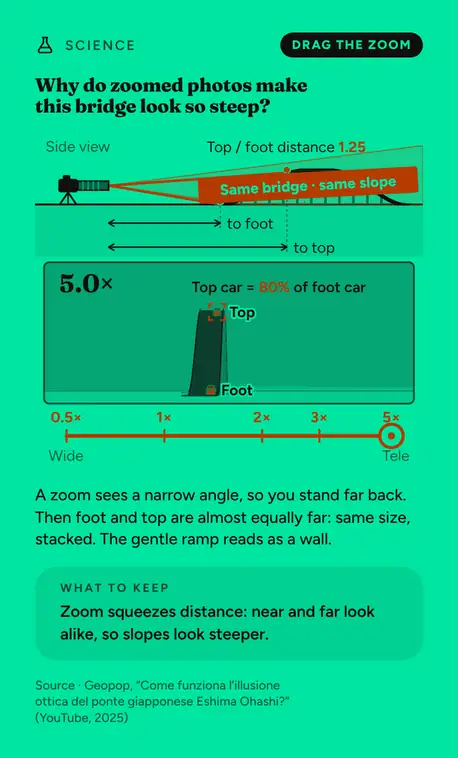 SCIENCE
DRAG THE ZOOM
Why do zoomed photos make
this bridge look so steep?
Side view
Top / foot distance 1.25
Same bridge · same slope
to foot
to top
5.0×
Top car = 80% of foot car
Top
Foot
0.5×
1×
2×
3×
5×
Wide
Tele
A zoom sees a narrow angle, so you stand far back.
Then foot and top are almost equally far: same size,
stacked. The gentle ramp reads as a wall.
WHAT TO KEEP
Zoom squeezes distance: near and far look
alike, so slopes look steeper.
Source · Geopop, “Come funziona l’illusione
ottica del ponte giapponese Eshima Ohashi?”
(YouTube, 2025)